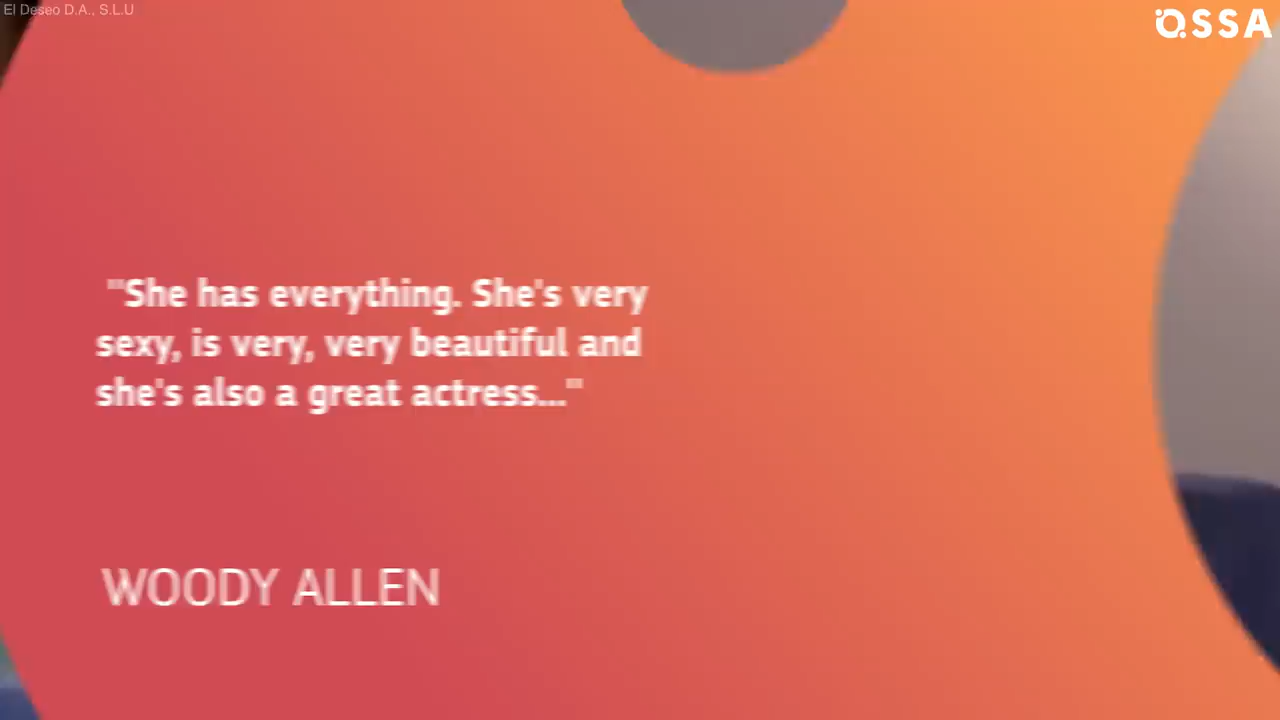 El Deseo D.A., S.L.U
OSSA
"She has everything. She's very
sexy, is very, very beautiful and
she's also a great actress..."
WOODY ALLEN